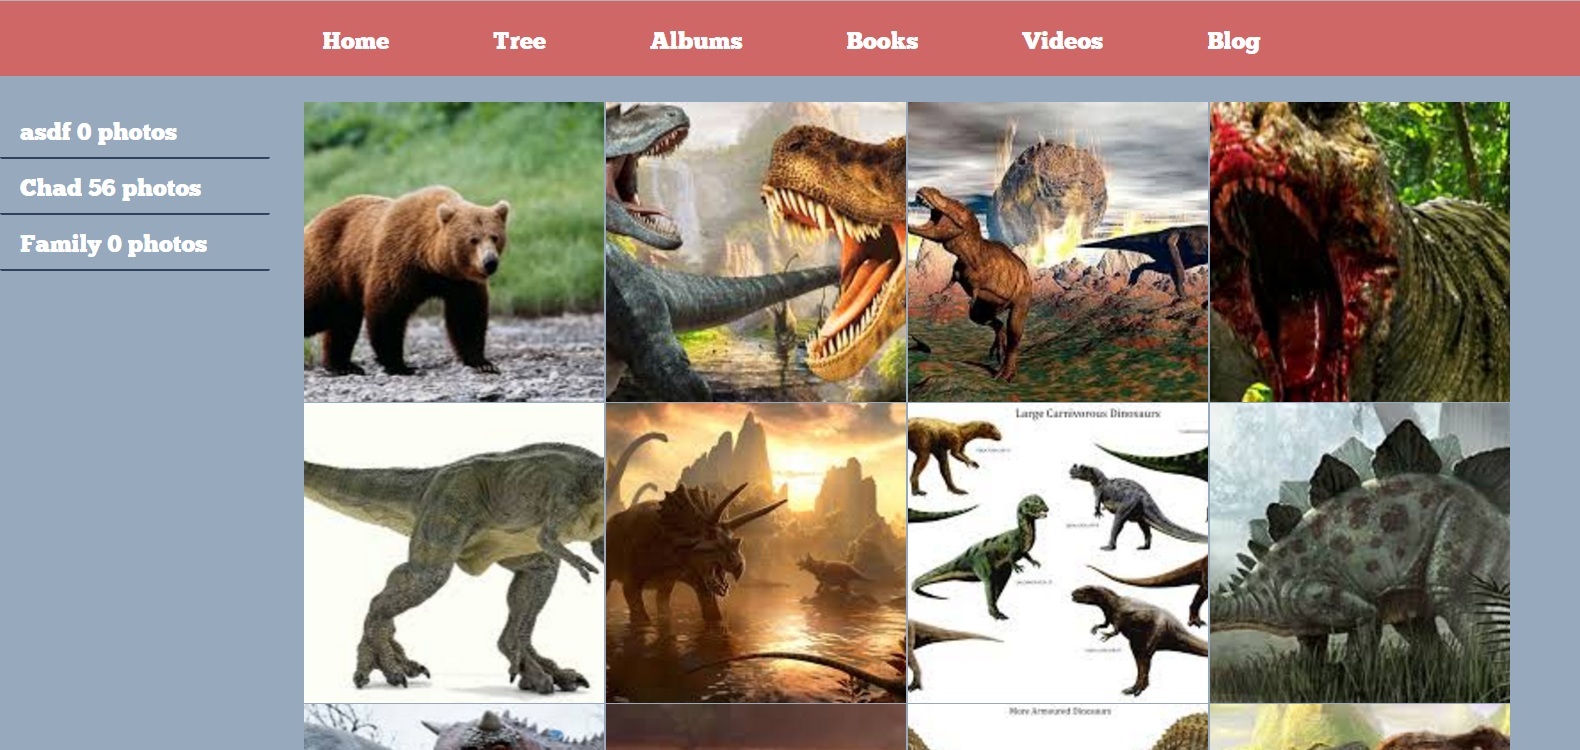 Home Tree Albums Books Videos Blog
asdf 0 photos
Chad 56 photos
Family 0 photos
Large Carnivorous Dinosaurs
More Armoured Dinosaurs